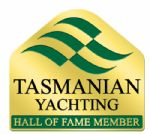 TASMANIAN
YACHTING
HALL OF FAME MEMBER